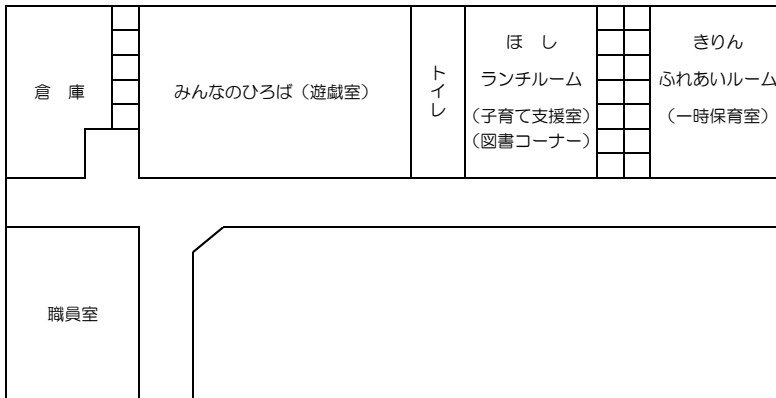 倉　庫
みんなのひろば（遊戯室）
トイレ
ほ　し
ランチルーム
（子育て支援室）
（図書コーナー）
きりん
ふれあいルーム
（一時保育室）
職員室